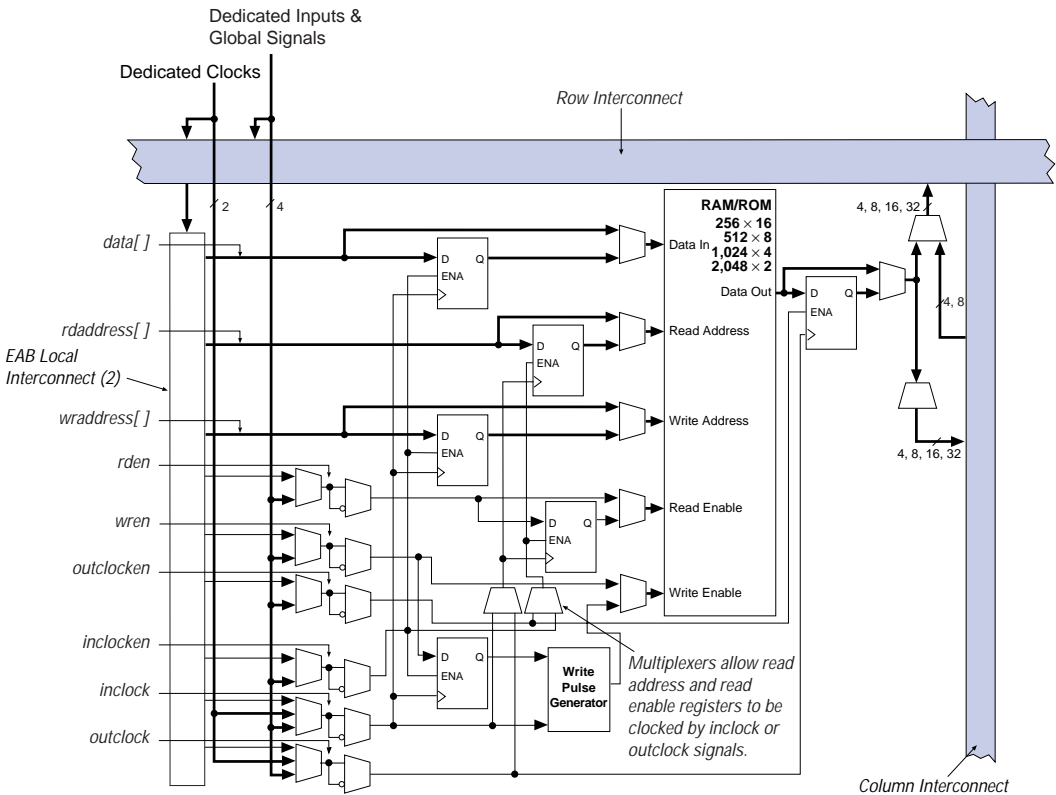 Dedicated Inputs &
Global Signals
Dedicated Clocks
Row Interconnect
2
4
4, 8, 16, 32
RAM/ROM
256 × 16
512 × 8
1,024 × 4
2,048 × 2
data[ ]
D
Q
ENA
Data In
Data Out
D
Q
ENA
4, 8
rdaddress[ ]
D
Q
ENA
Read Address
EAB Local
Interconnect (2)
wraddress[ ]
D
Q
ENA
Write Address
4, 8, 16, 32
rden
D
Q
ENA
Read Enable
wren
outclocken
Write Enable
inclocken
D
Q
ENA
Write
Pulse
Generator
Multiplexers allow read
address and read
enable registers to be
clocked by inclock or
outclock signals.
inclock
outclock
Column Interconnect